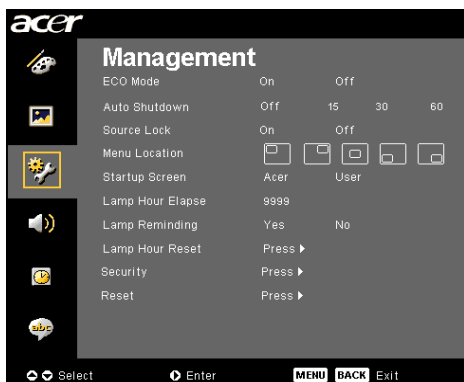 acer
Management
ECO Mode On Off
Auto Shutdown Off 15 30 60
Source Lock On Off
Menu Location
Startup Screen Acer User
Lamp Hour Elapse 9999
Lamp Reminding Yes No
Lamp Hour Reset Press
Security Press
Reset Press
abc
Select Enter MENU BACK Exit